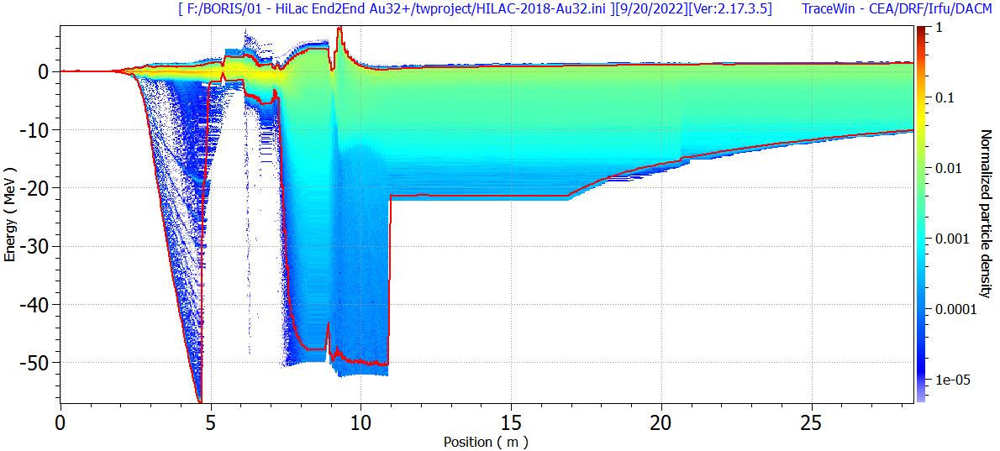 [ F:/BORIS/01 - HiLac End2End Au32+/twproject/HILAC-2018-Au32.ini ][9/20/2022][Ver:2.17.3.5] TraceWin - CEA/DRF/Irfu/DACM
Energy ( MeV )
0
-10
-20
-30
-40
-50
0 5 10 15 20 25
Position ( m )
1
0.1
0.01
0.001
0.0001
1e-05
Normalized particle density